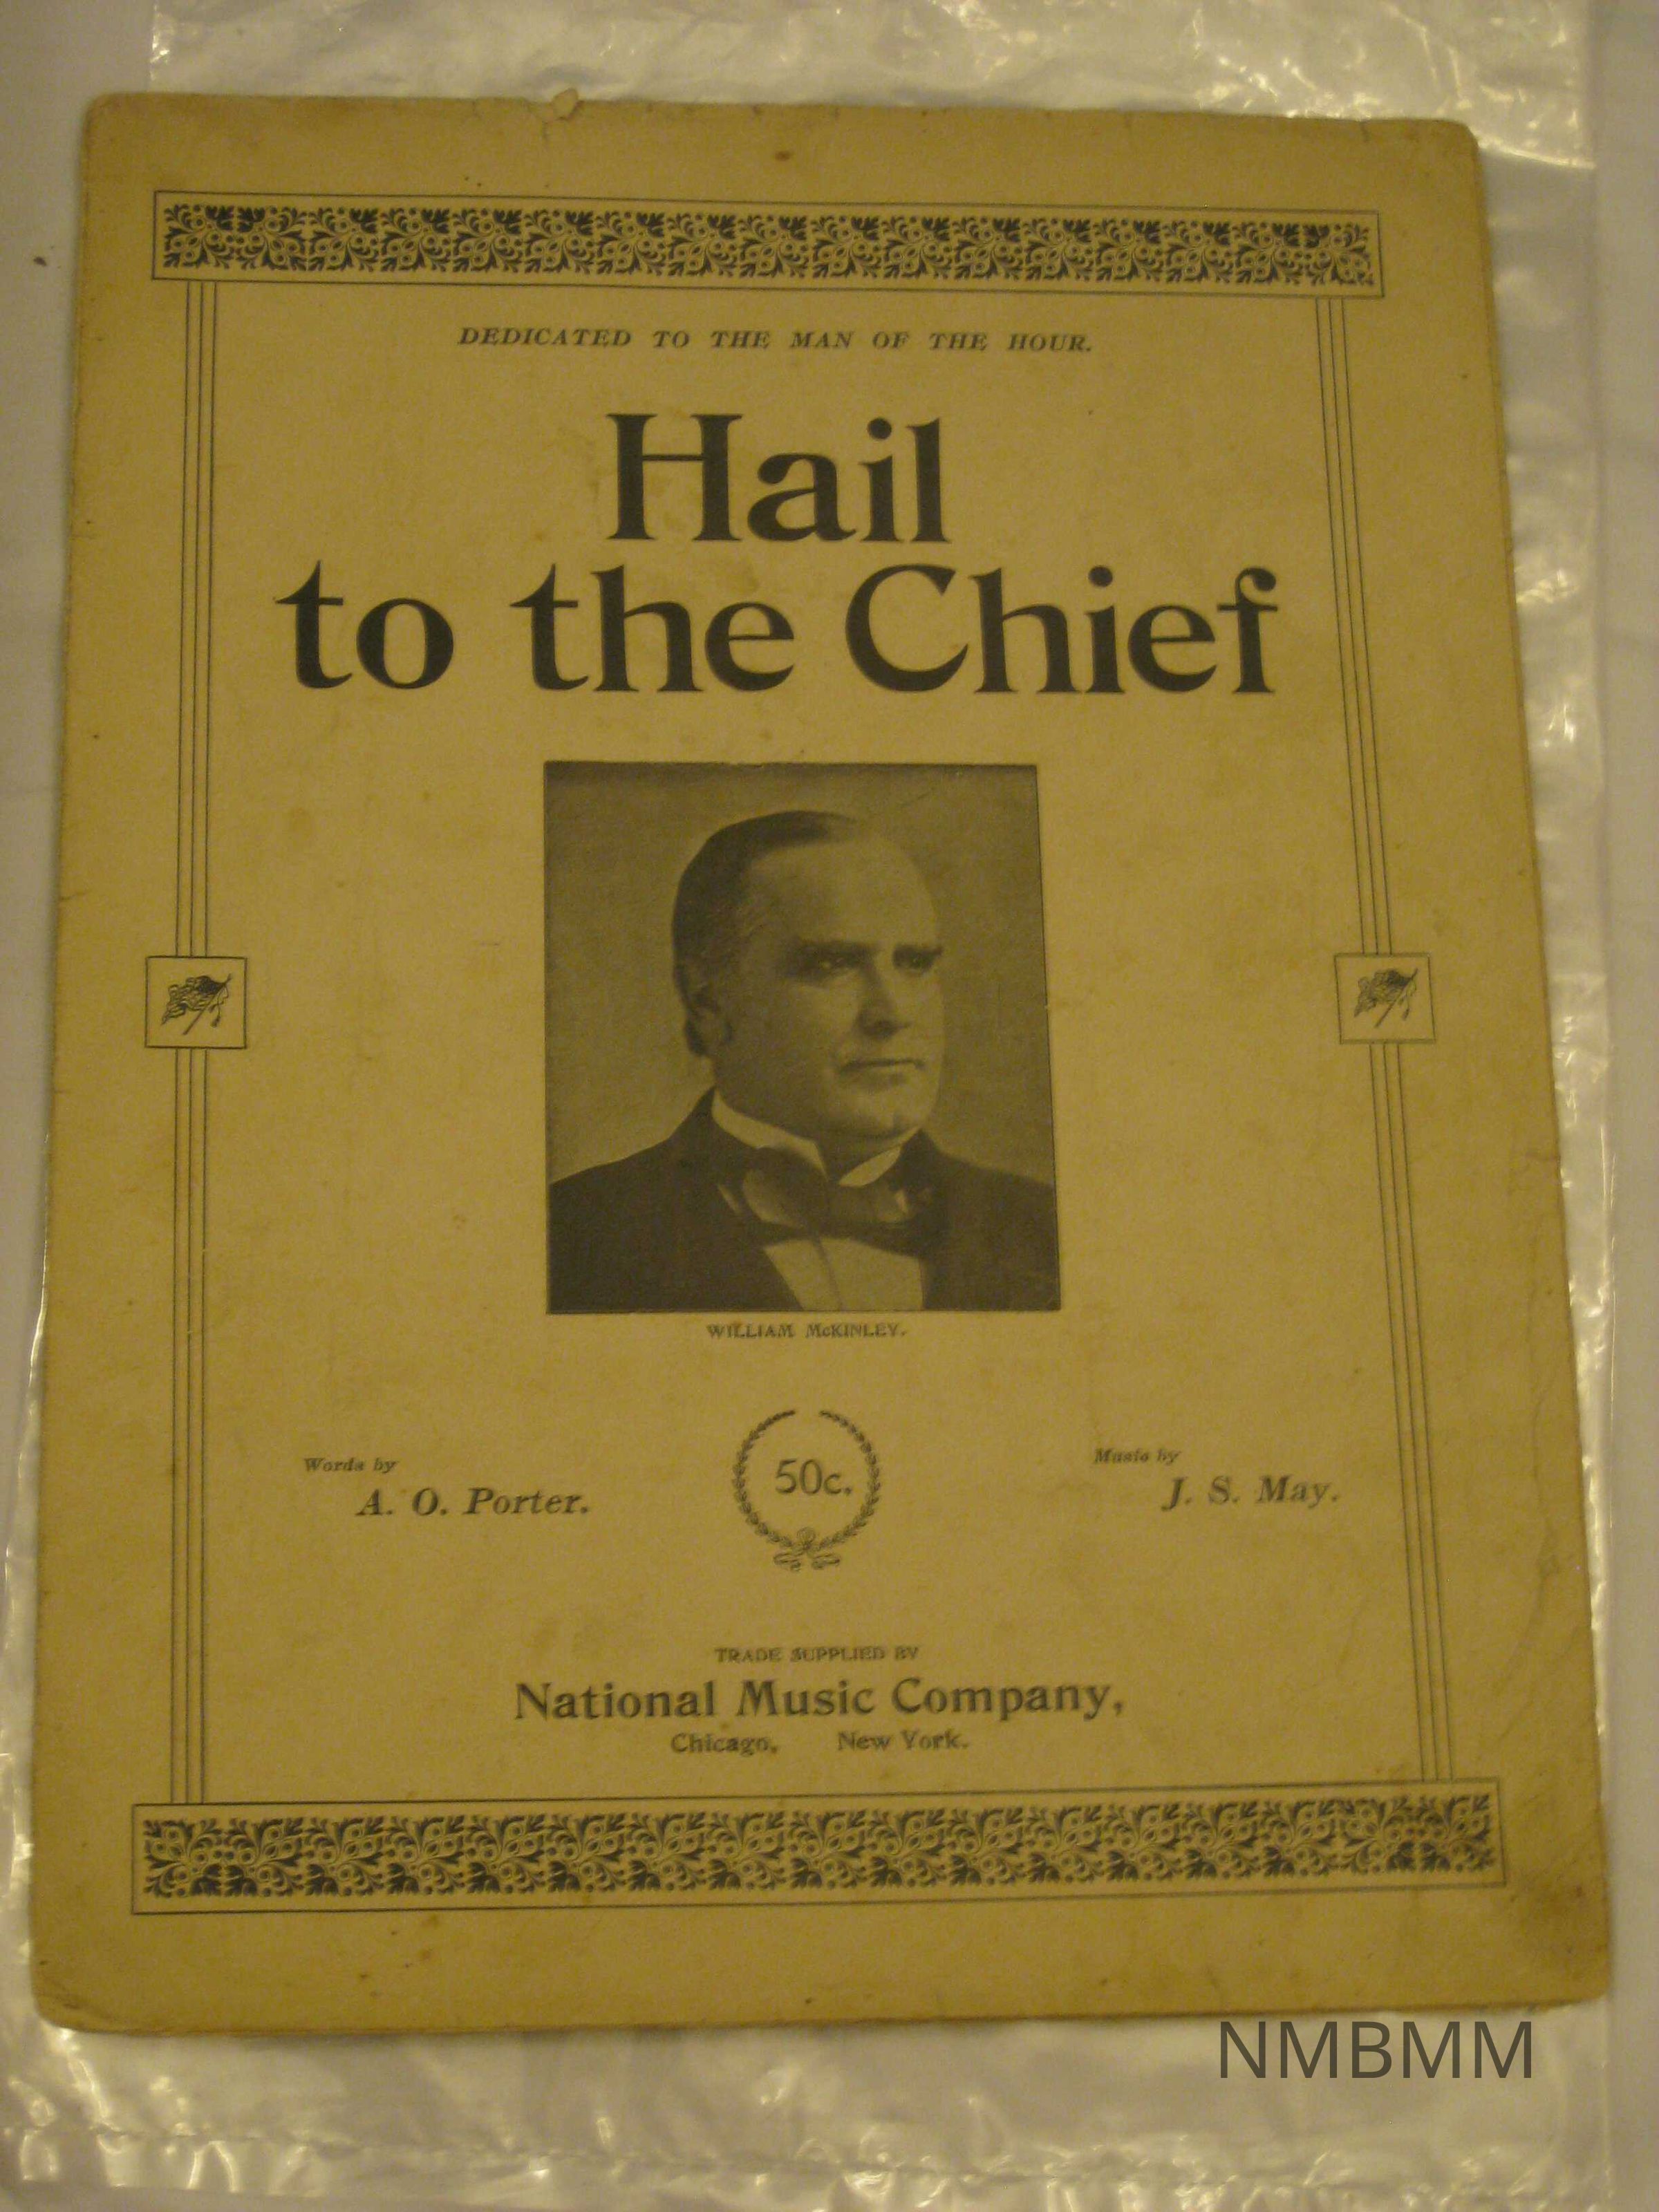 DEDICATED TO THE MAN OF THE HOUR.
Hail
to the Chief
WILLIAM McKINLEY.
Words by
A. O. Porter.
50c.
Music by
J. S. May.
TRADE SUPPLIED BY
National Music Company,
Chicago, New York.
NMBMM